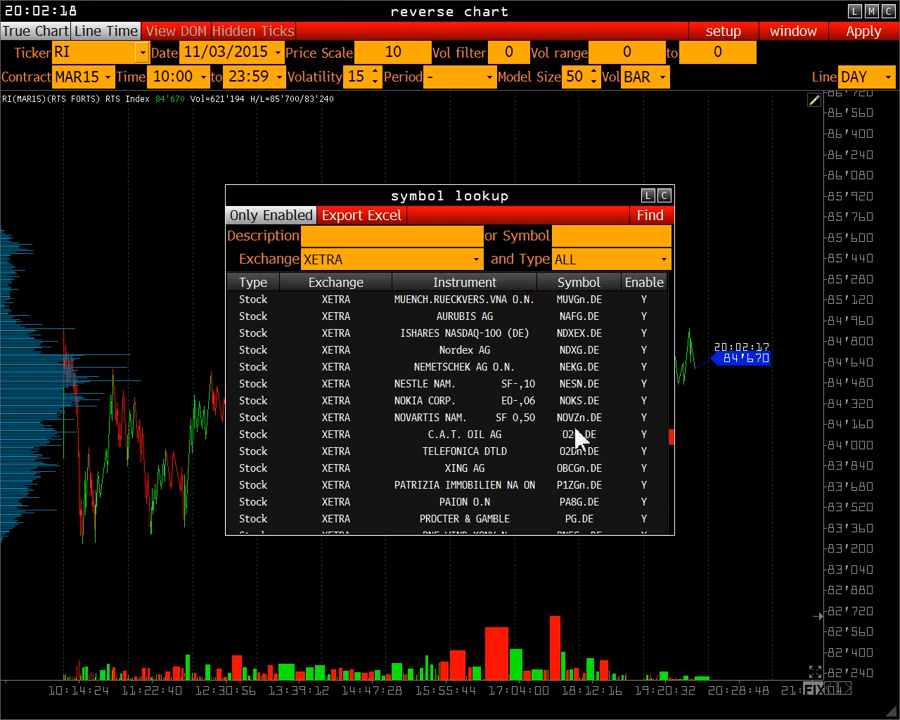 20:02:18 reverse chart L M C
True Chart Line Time View DOM Hidden Ticks setup window Apply
Ticker RI Date 11/03/2015 Price Scale 10 Vol filter 0 Vol range 0 to 0
Contract MAR15 Time 10:00 to 23:59 Volatility 15 Period - Model Size 50 Vol BAR Line DAY
RI(MAR15)(RTS FORTS) RTS Index 84'670 Vol=621'194 H/L=85'700/83'240
symbol lookup L C
Only Enabled Export Excel Find
Description or Symbol
Exchange XETRA and Type ALL
Type Exchange Instrument Symbol Enable
Stock XETRA MUENCH.RUECKVERS.VNA O.N. MUVGn.DE Y
Stock XETRA AURUBIS AG NAFG.DE Y
Stock XETRA ISHARES NASDAQ-100 (DE) NDXEX.DE Y
Stock XETRA Nordex AG NDXG.DE Y
Stock XETRA NEMETSCHEK AG O.N. NEKG.DE Y
Stock XETRA NESTLE NAM. SF-,10 NESN.DE Y
Stock XETRA NOKIA CORP. EO-,06 NOKS.DE Y
Stock XETRA NOVARTIS NAM. SF 0,50 NOVZn.DE Y
Stock XETRA C.A.T. OIL AG Y
Stock XETRA TELEFONICA DTLD O2Dn.DE Y
Stock XETRA XING AG OBCGn.DE Y
Stock XETRA PATRIZIA IMMOBILIEN NA ON P1ZGn.DE Y
Stock XETRA PAION O.N PA8G.DE Y
Stock XETRA PROCTER & GAMBLE PG.DE Y
86'720
86'560
86'400
86'240
86'080
85'920
85'760
85'600
85'440
85'280
85'120
84'960
84'800
20:02:17
84'670
84'640
84'480
84'320
84'160
84'000
83'840
83'680
83'520
83'360
83'200
83'040
82'880
82'720
82'560
82'400
82'240
10:14:24 11:22:40 12:30:56 13:39:12 14:47:28 15:55:44 17:04:00 18:12:16 19:20:32 20:28:48 FIX